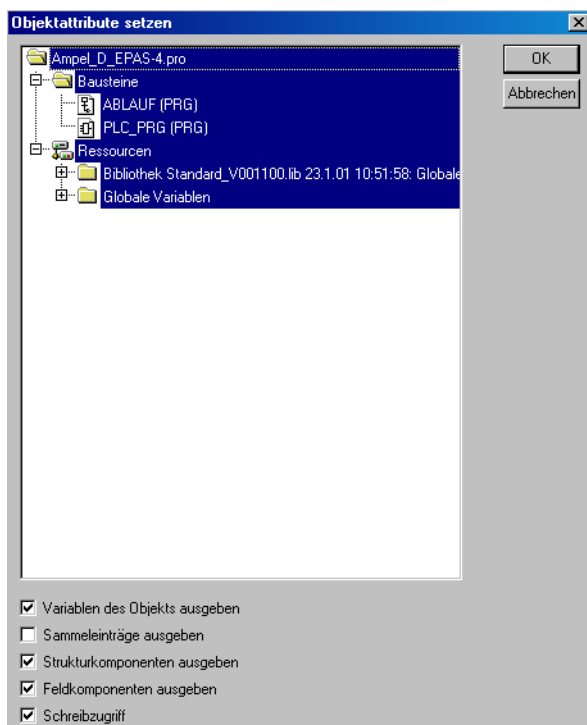 Objektattribute setzen
Ampel_D_EPAS-4.pro
Bausteine
ABLAUF (PRG)
PLC_PRG (PRG)
Ressourcen
Bibliothek Standard_V001100.lib 23.1.01 10:51:58: Globale
Globale Variablen
OK
Abbrechen
Variablen des Objekts ausgeben
Sammeleinträge ausgeben
Strukturkomponenten ausgeben
Feldkomponenten ausgeben
Schreibzugriff